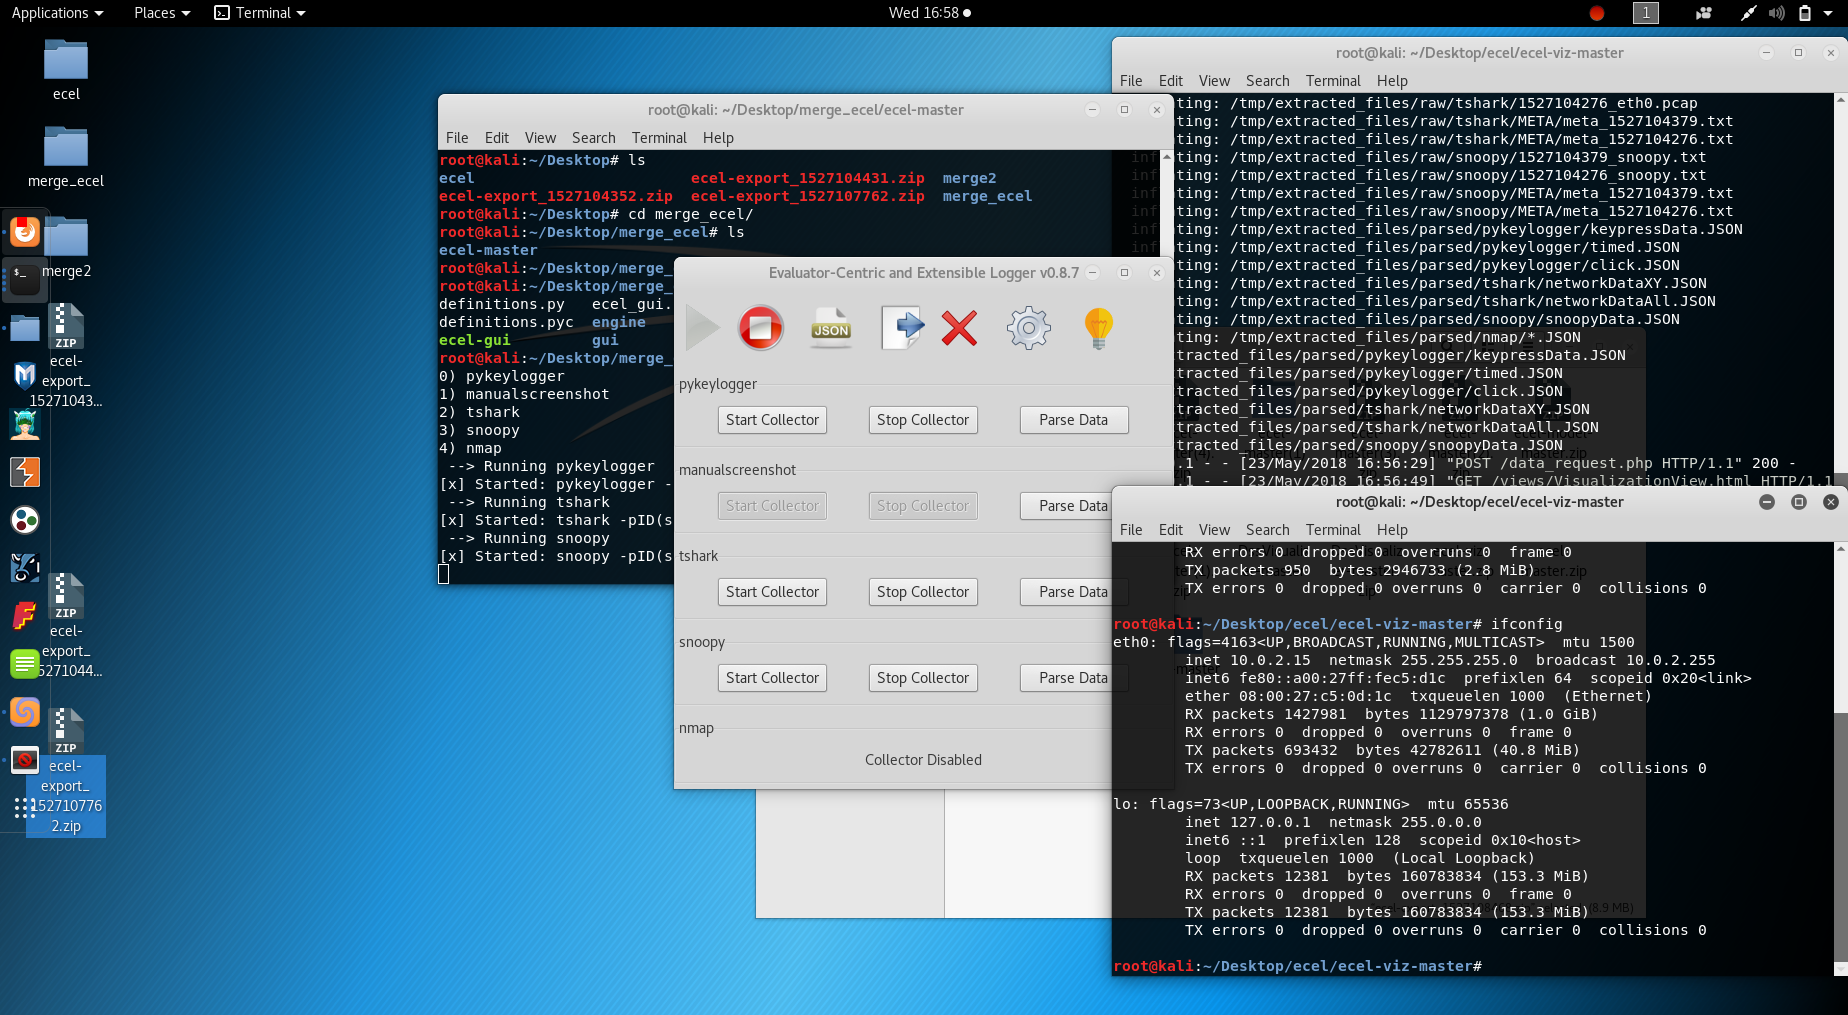 Applications
Places
Terminal
Wed 16:58
1
ecel
merge_ecel
merge2
ZIP
ecel-
export_
15271043...
ZIP
ecel-
export_
15271044...
ZIP
ecel-
export_
152710776
2.zip
root@kali: ~/Desktop/merge_ecel/ecel-master
File Edit View Search Terminal Help
root@kali:~/Desktop# ls
ecel ecel-export_1527104431.zip merge2
ecel-export_1527104352.zip ecel-export_1527107762.zip merge_ecel
root@kali:~/Desktop# cd merge_ecel/
root@kali:~/Desktop/merge_ecel# ls
ecel-master
root@kali:~/Desktop/merge_
root@kali:~/Desktop/merge_
definitions.py ecel_gui.
definitions.pyc engine
ecel-gui gui
root@kali:~/Desktop/merge_
0) pykeylogger
1) manualscreenshot
2) tshark
3) snoopy
4) nmap
--> Running pykeylogger
[x] Started: pykeylogger -
--> Running tshark
[x] Started: tshark -pID(s
--> Running snoopy
[x] Started: snoopy -pID(s
Evaluator-Centric and Extensible Logger v0.8.7
JSON
pykeylogger
Start Collector Stop Collector Parse Data
manualscreenshot
Start Collector Stop Collector Parse Data
tshark
Start Collector Stop Collector Parse Data
snoopy
Start Collector Stop Collector Parse Data
nmap
Collector Disabled
root@kali: ~/Desktop/ecel/ecel-viz-master
File Edit View Search Terminal Help
ting: /tmp/extracted_files/raw/tshark/1527104276_eth0.pcap
ting: /tmp/extracted_files/raw/tshark/META/meta_1527104379.txt
ting: /tmp/extracted_files/raw/tshark/META/meta_1527104276.txt
inflating: /tmp/extracted_files/raw/snoopy/1527104379_snoopy.txt
ting: /tmp/extracted_files/raw/snoopy/1527104276_snoopy.txt
ting: /tmp/extracted_files/raw/snoopy/META/meta_1527104379.txt
ting: /tmp/extracted_files/raw/snoopy/META/meta_1527104276.txt
ting: /tmp/extracted_files/parsed/pykeylogger/keypressData.JSON
ting: /tmp/extracted_files/parsed/pykeylogger/timed.JSON
ting: /tmp/extracted_files/parsed/pykeylogger/click.JSON
ting: /tmp/extracted_files/parsed/tshark/networkDataXY.JSON
ting: /tmp/extracted_files/parsed/tshark/networkDataAll.JSON
ting: /tmp/extracted_files/parsed/snoopy/snoopyData.JSON
ting: /tmp/extracted_files/parsed/nmap/*.JSON
tracted_files/parsed/pykeylogger/keypressData.JSON
tracted_files/parsed/pykeylogger/timed.JSON
tracted_files/parsed/pykeylogger/click.JSON
tracted_files/parsed/tshark/networkDataXY.JSON
tracted_files/parsed/tshark/networkDataAll.JSON
tracted_files/parsed/snoopy/snoopyData.JSON
.1 - - [23/May/2018 16:56:29] "POST /data_request.php HTTP/1.1" 200 -
.1 - - [23/May/2018 16:56:49] "GET /views/VisualizationView.html HTTP/1.1
root@kali: ~/Desktop/ecel/ecel-viz-master
File Edit View Search Terminal Help
RX errors 0 dropped 0 overruns 0 frame 0
TX packets 950 bytes 2946733 (2.8 MiB)
TX errors 0 dropped 0 overruns 0 carrier 0 collisions 0
root@kali:~/Desktop/ecel/ecel-viz-master# ifconfig
eth0: flags=4163<UP,BROADCAST,RUNNING,MULTICAST> mtu 1500
inet 10.0.2.15 netmask 255.255.255.0 broadcast 10.0.2.255
inet6 fe80::a00:27ff:fec5:d1c prefixlen 64 scopeid 0x20<link>
ether 08:00:27:c5:0d:1c txqueuelen 1000 (Ethernet)
RX packets 1427981 bytes 1129797378 (1.0 GiB)
RX errors 0 dropped 0 overruns 0 frame 0
TX packets 693432 bytes 42782611 (40.8 MiB)
TX errors 0 dropped 0 overruns 0 carrier 0 collisions 0
lo: flags=73<UP,LOOPBACK,RUNNING> mtu 65536
inet 127.0.0.1 netmask 255.0.0.0
inet6 ::1 prefixlen 128 scopeid 0x10<host>
loop txqueuelen 1000 (Local Loopback)
RX packets 12381 bytes 160783834 (153.3 MiB)
RX errors 0 dropped 0 overruns 0 frame 0
TX packets 12381 bytes 160783834 (153.3 MiB)
TX errors 0 dropped 0 overruns 0 carrier 0 collisions 0
(8.9 MB)
root@kali:~/Desktop/ecel/ecel-viz-master#